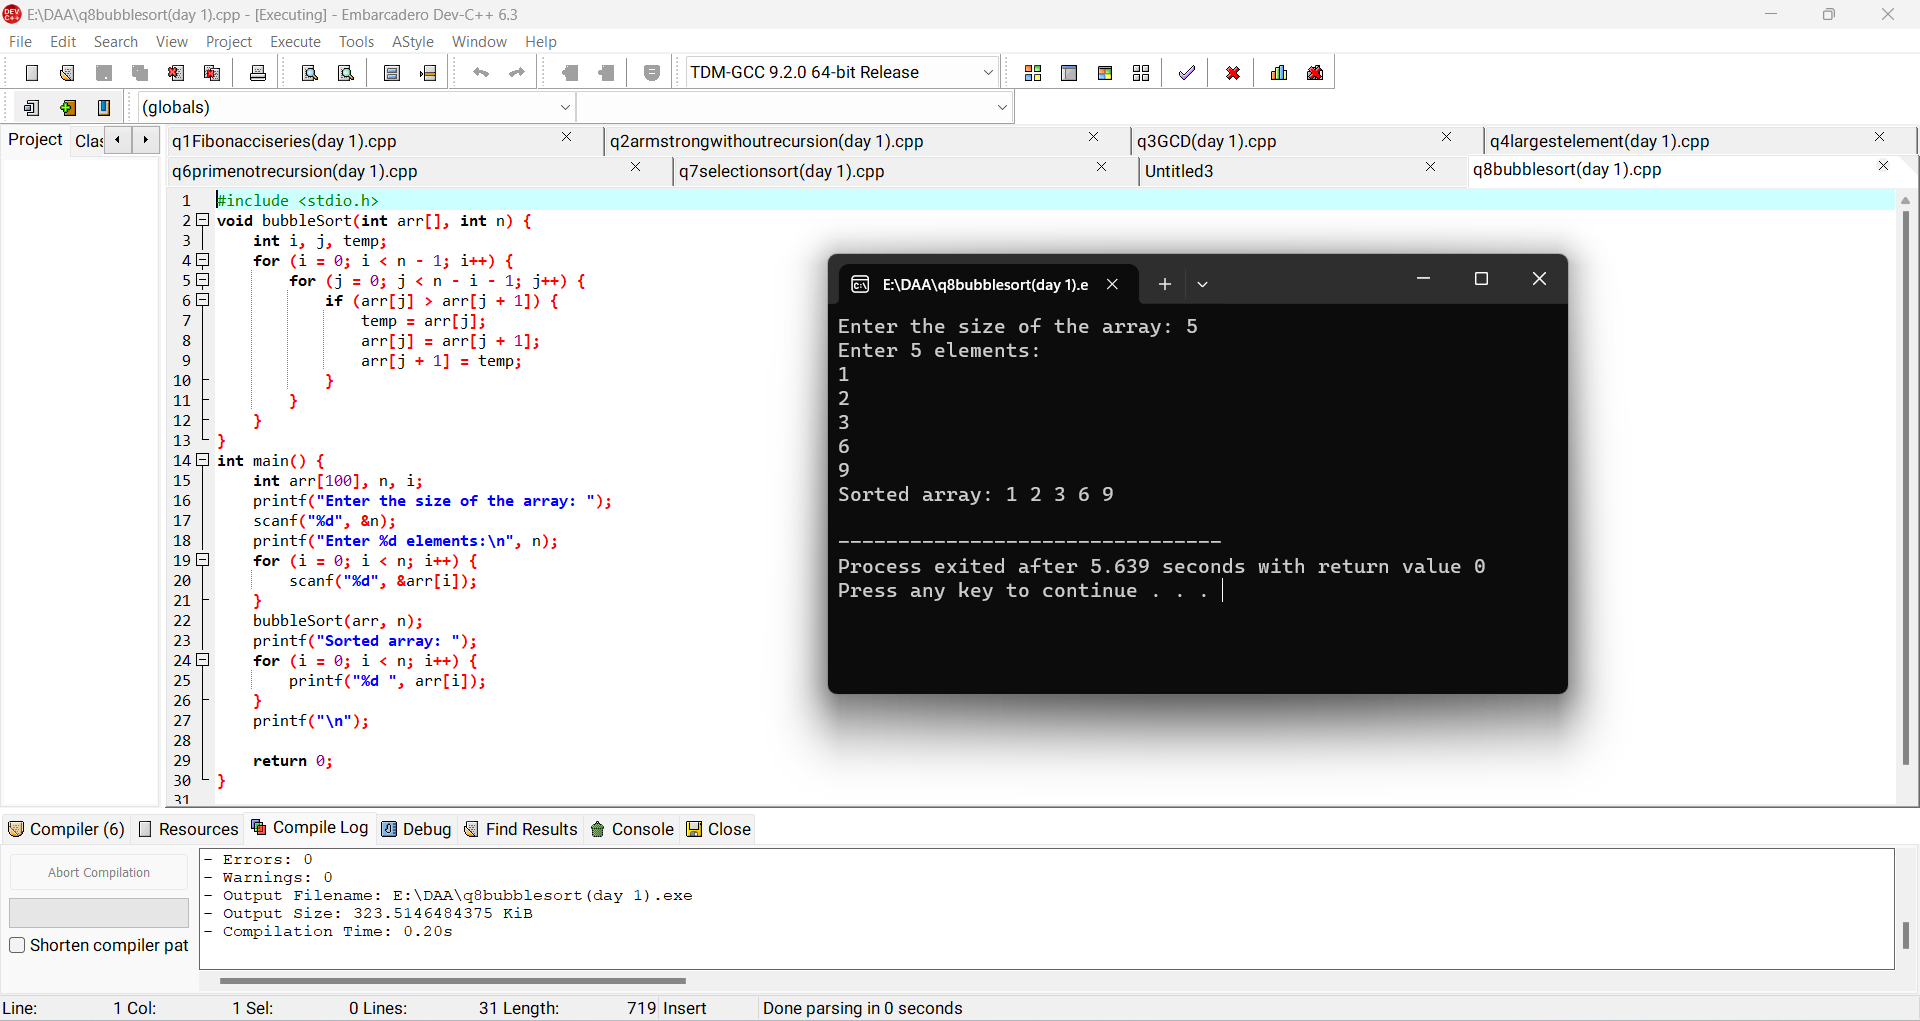 E:\DAA\q8bubblesort(day 1).cpp - [Executing] - Embarcadero Dev-C++ 6.3
File Edit Search View Project Execute Tools AStyle Window Help
TDM-GCC 9.2.0 64-bit Release
(globals)
Project Clas
q1Fibonacciseries(day 1).cpp q2armstrongwithoutrecursion(day 1).cpp q3GCD(day 1).cpp q4largestelement(day 1).cpp
q6primenotrecursion(day 1).cpp q7selectionsort(day 1).cpp Untitled3 q8bubblesort(day 1).cpp
1 #include <stdio.h>
2 void bubbleSort(int arr[], int n) {
3 int i, j, temp;
4 for (i = 0; i < n - 1; i++) {
5 for (j = 0; j < n - i - 1; j++) {
6 if (arr[j] > arr[j + 1]) {
7 temp = arr[j];
8 arr[j] = arr[j + 1];
9 arr[j + 1] = temp;
10 }
11 }
12 }
13 }
14 int main() {
15 int arr[100], n, i;
16 printf("Enter the size of the array: ");
17 scanf("%d", &n);
18 printf("Enter %d elements:\n", n);
19 for (i = 0; i < n; i++) {
20 scanf("%d", &arr[i]);
21 }
22 bubbleSort(arr, n);
23 printf("Sorted array: ");
24 for (i = 0; i < n; i++) {
25 printf("%d ", arr[i]);
26 }
27 printf("\n");
28
29 return 0;
30 }
31
E:\DAA\q8bubblesort(day 1).e
Enter the size of the array: 5
Enter 5 elements:
1
2
3
6
9
Sorted array: 1 2 3 6 9
--------------------------------
Process exited after 5.639 seconds with return value 0
Press any key to continue . . .
Compiler (6) Resources Compile Log Debug Find Results Console Close
Abort Compilation
Shorten compiler pat
- Errors: 0
- Warnings: 0
- Output Filename: E:\DAA\q8bubblesort(day 1).exe
- Output Size: 323.5146484375 KiB
- Compilation Time: 0.20s
Line: 1 Col: 1 Sel: 0 Lines: 31 Length: 719 Insert Done parsing in 0 seconds